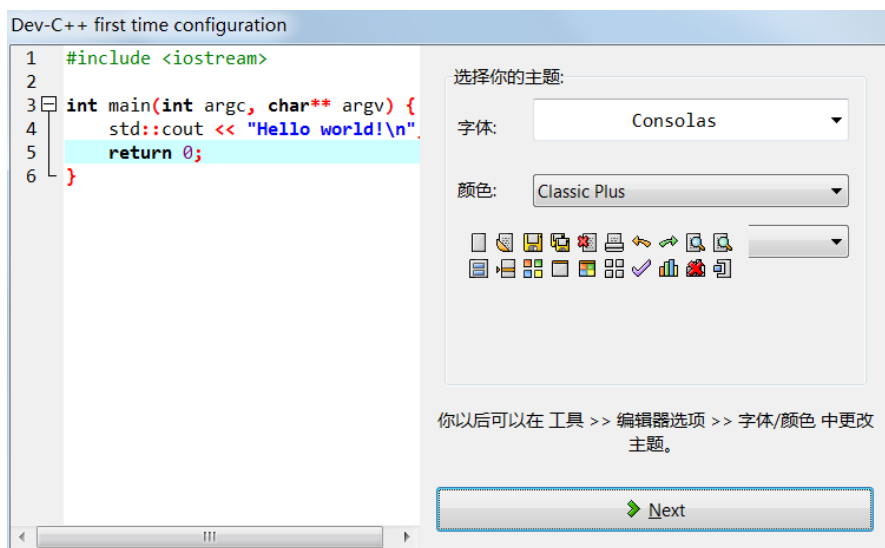 Dev-C++ first time configuration
1 #include <iostream>
2
3 int main(int argc, char** argv) {
4 std::cout << "Hello world!\n"
5 return 0;
6 }
选择你的主题:
字体: Consolas
颜色: Classic Plus
你以后可以在 工具 >> 编辑器选项 >> 字体/颜色 中更改
主题。
Next